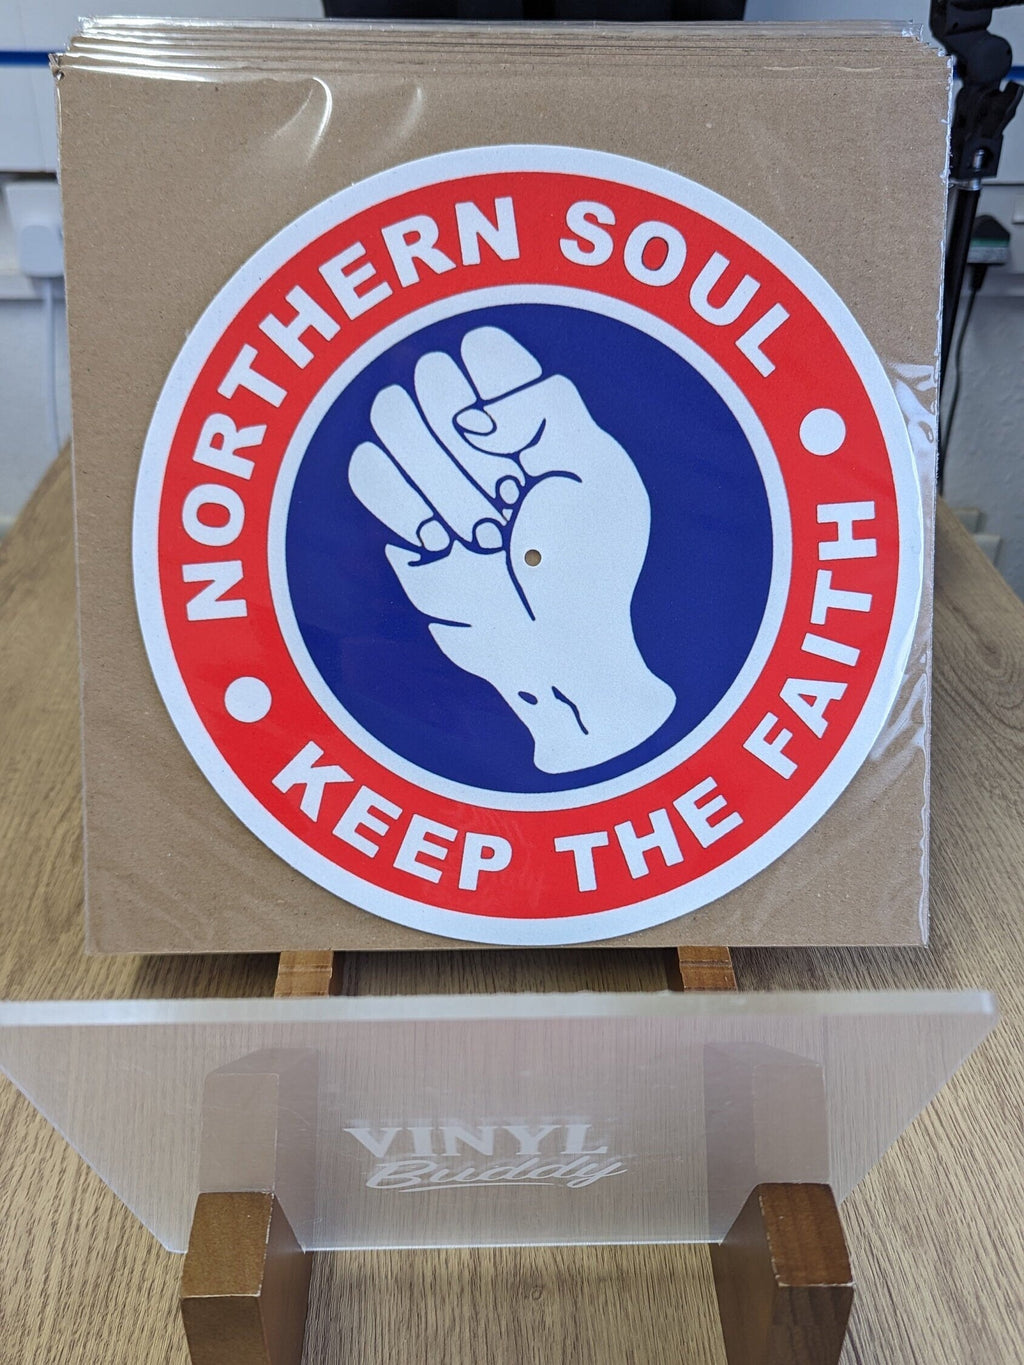 NORTHERN SOUL
KEEP THE FAITH
VINYL
Buddy